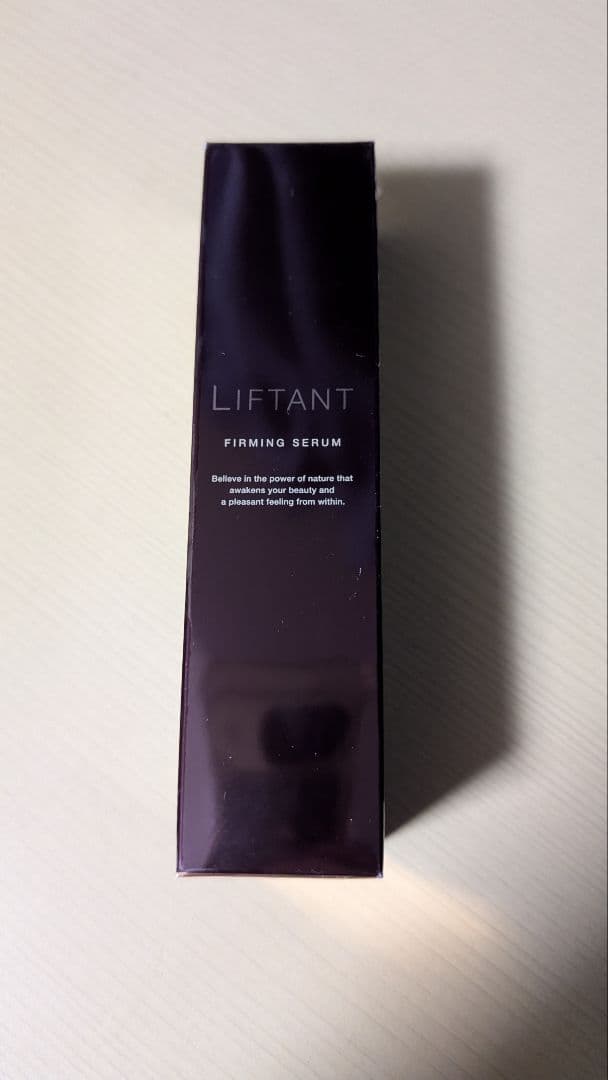 LIFTANT
FIRMING SERUM
Believe in the power of nature that
awakens your beauty and
a pleasant feeling from within.